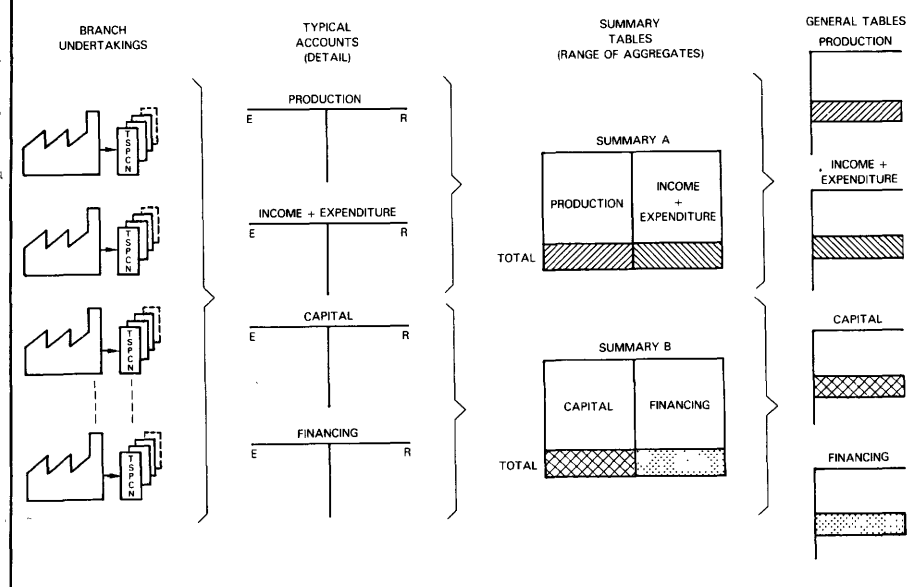 BRANCH
UNDERTAKINGS
T
S
P
C
N
T
S
P
C
N
T
S
P
C
N
T
S
P
C
N
TYPICAL
ACCOUNTS
(DETAIL)
PRODUCTION
E R
INCOME + EXPENDITURE
E R
CAPITAL
E R
FINANCING
E R
SUMMARY
TABLES
(RANGE OF AGGREGATES)
SUMMARY A
PRODUCTION
INCOME
+
EXPENDITURE
TOTAL
SUMMARY B
CAPITAL
FINANCING
TOTAL
GENERAL TABLES
PRODUCTION
INCOME +
EXPENDITURE
CAPITAL
FINANCING